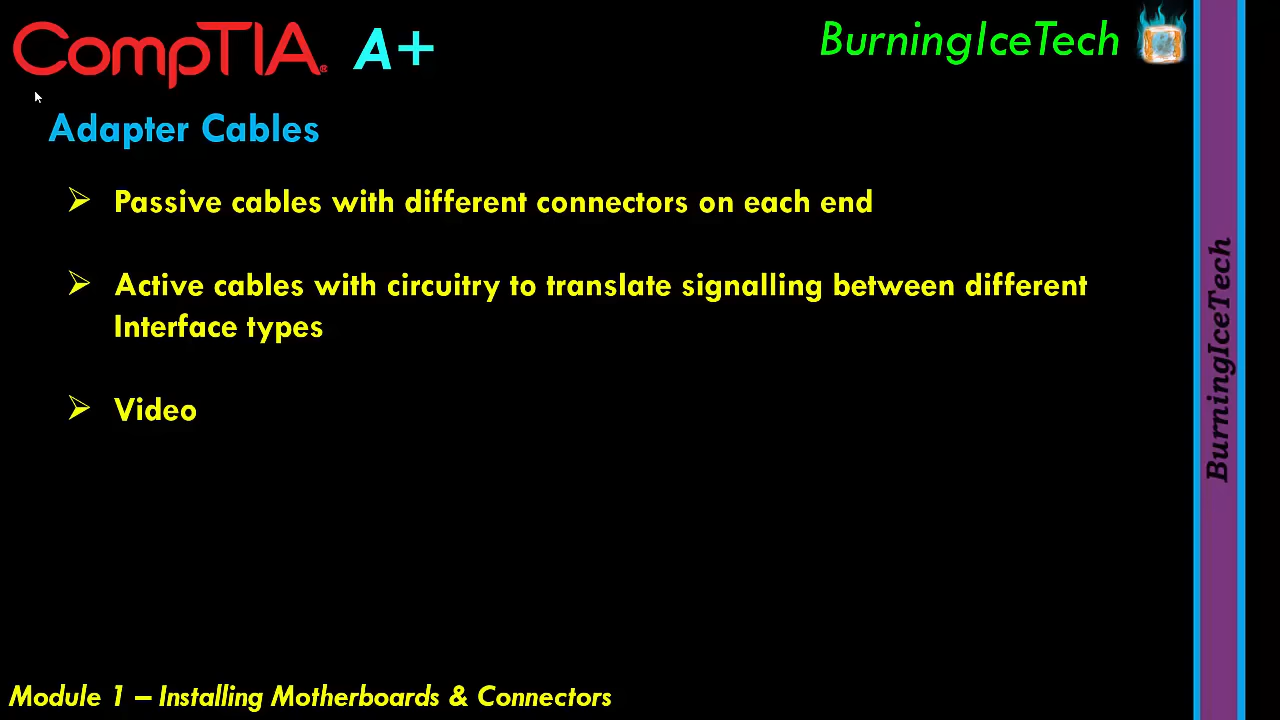 CompTIA® A+
BurningIceTech
Adapter Cables
➢ Passive cables with different connectors on each end
➢ Active cables with circuitry to translate signalling between different
Interface types
➢ Video
BurningIceTech
Module 1 – Installing Motherboards & Connectors